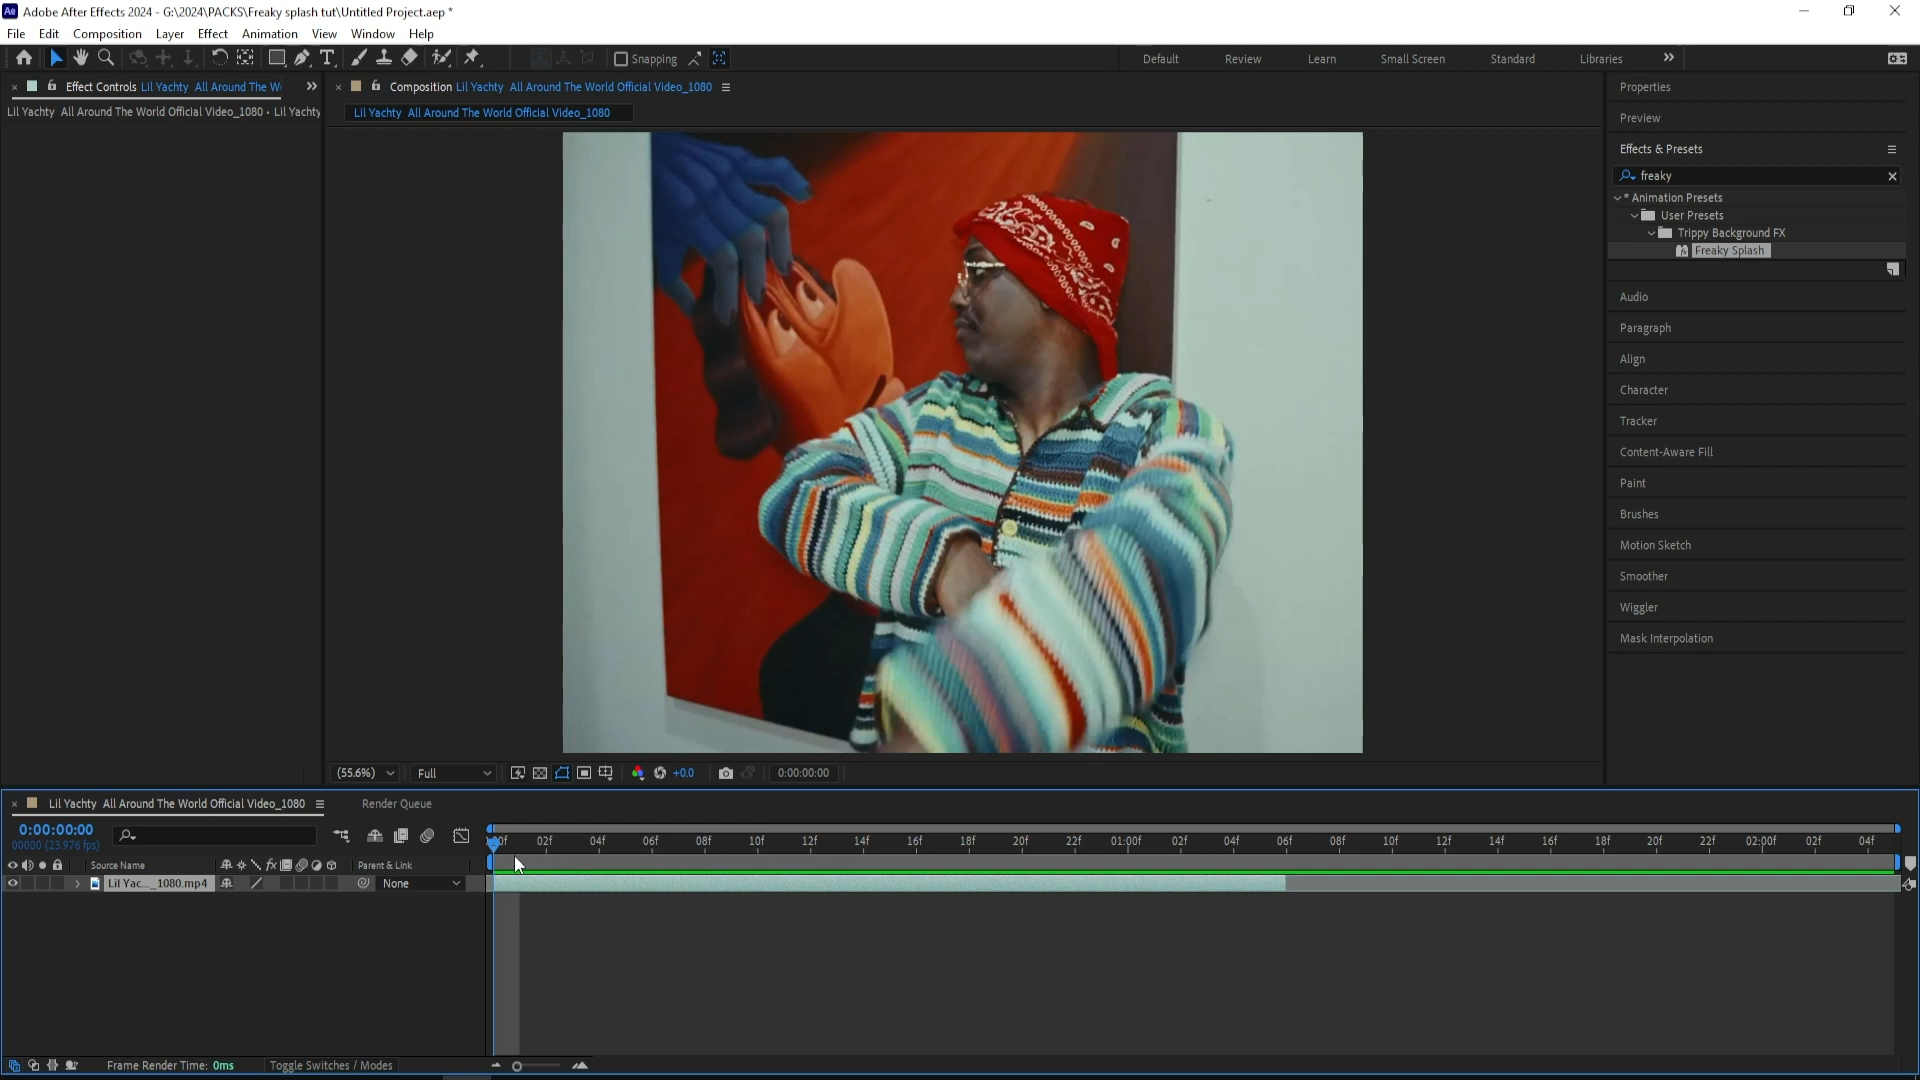 Ae Adobe After Effects 2024 - G:\2024\PACKS\Freaky splash tut\Untitled Project.aep *
File Edit Composition Layer Effect Animation View Window Help
Snapping Default Review Learn Small Screen Standard Libraries
Effect Controls Lil Yachty All Around The W
Composition Lil Yachty All Around The World Official Video_1080
Properties
Lil Yachty All Around The World Official Video_1080 • Lil Yachty
Lil Yachty All Around The World Official Video_1080
Preview
Effects & Presets
freaky
* Animation Presets
User Presets
Trippy Background FX
Freaky Splash
Audio
Paragraph
Align
Character
Tracker
Content-Aware Fill
Paint
Brushes
Motion Sketch
Smoother
Wiggler
Mask Interpolation
(55.6%) Full +0.0 0:00:00:00
Lil Yachty All Around The World Official Video_1080 Render Queue
0:00:00:00
00000 (23.976 fps)
00f 02f 04f 06f 08f 10f 12f 14f 16f 18f 20f 22f 01:00f 02f 04f 06f 08f 10f 12f 14f 16f 18f 20f 22f 02:00f 02f 04f
Source Name fx Parent & Link
Lil Yac..._1080.mp4 None
Frame Render Time: 0ms Toggle Switches / Modes